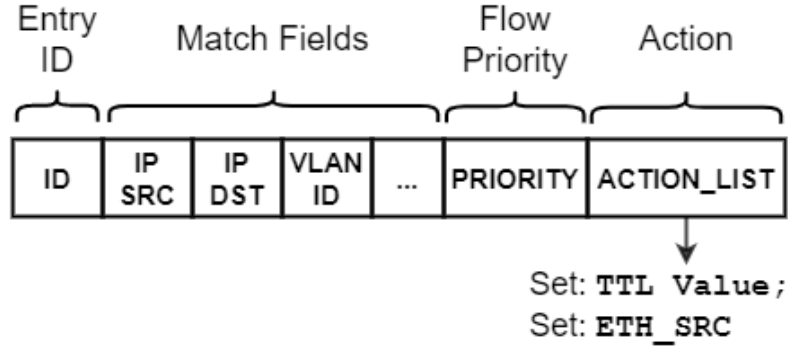 Entry ID
Match Fields
Flow Priority
Action
ID
IP SRC
IP DST
VLAN ID
...
PRIORITY
ACTION_LIST
Set: TTL Value;
Set: ETH_SRC